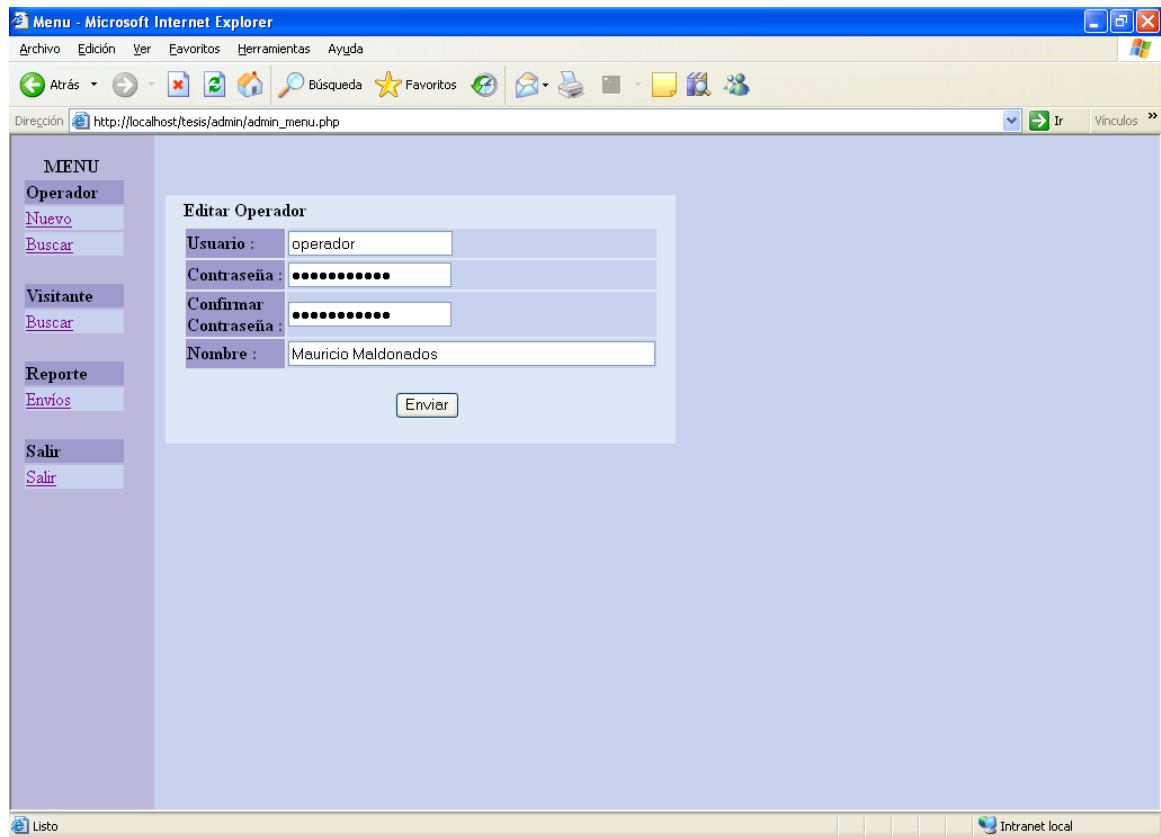 Menu - Microsoft Internet Explorer
Archivo Edición Ver Favoritos Herramientas Ayuda
Atrás Búsqueda Favoritos
Dirección http://localhost/tesis/admin/admin_menu.php Ir Vínculos »
MENU
Operador
Nuevo
Buscar
Visitante
Buscar
Reporte
Envíos
Salir
Salir
Editar Operador
Usuario : operador
Contraseña : •••••••••••
Confirmar
Contraseña : •••••••••••
Nombre : Mauricio Maldonados
Enviar
Listo Intranet local